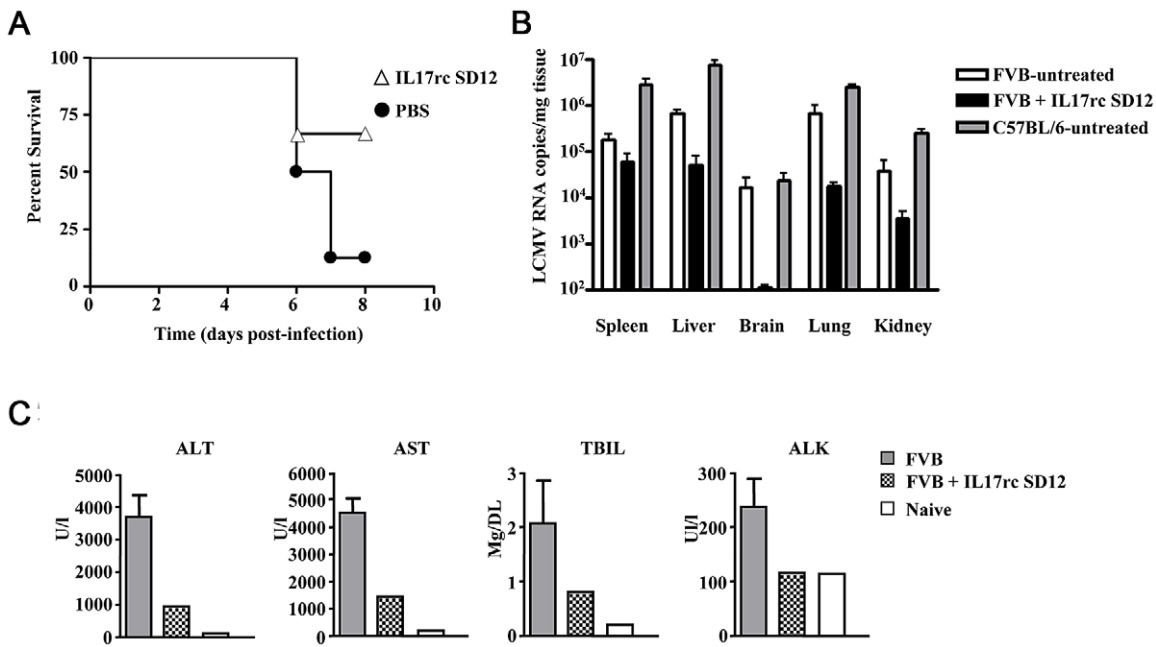 A
100
75
50
25
0
Percent Survival
0 2 4 6 8 10
Time (days post-infection)
IL17rc SD12
PBS
B
LCMV RNA copies/mg tissue
10⁷
10⁶
10⁵
10⁴
10³
10²
Spleen Liver Brain Lung Kidney
FVB-untreated
FVB + IL17rc SD12
C57BL/6-untreated
C
ALT
U/l
5000
4000
3000
2000
1000
0
AST
U/l
6000
5000
4000
3000
2000
1000
0
TBIL
Mg/DL
3
2
1
0
ALK
Ul/l
300
200
100
0
FVB
FVB + IL17rc SD12
Naive